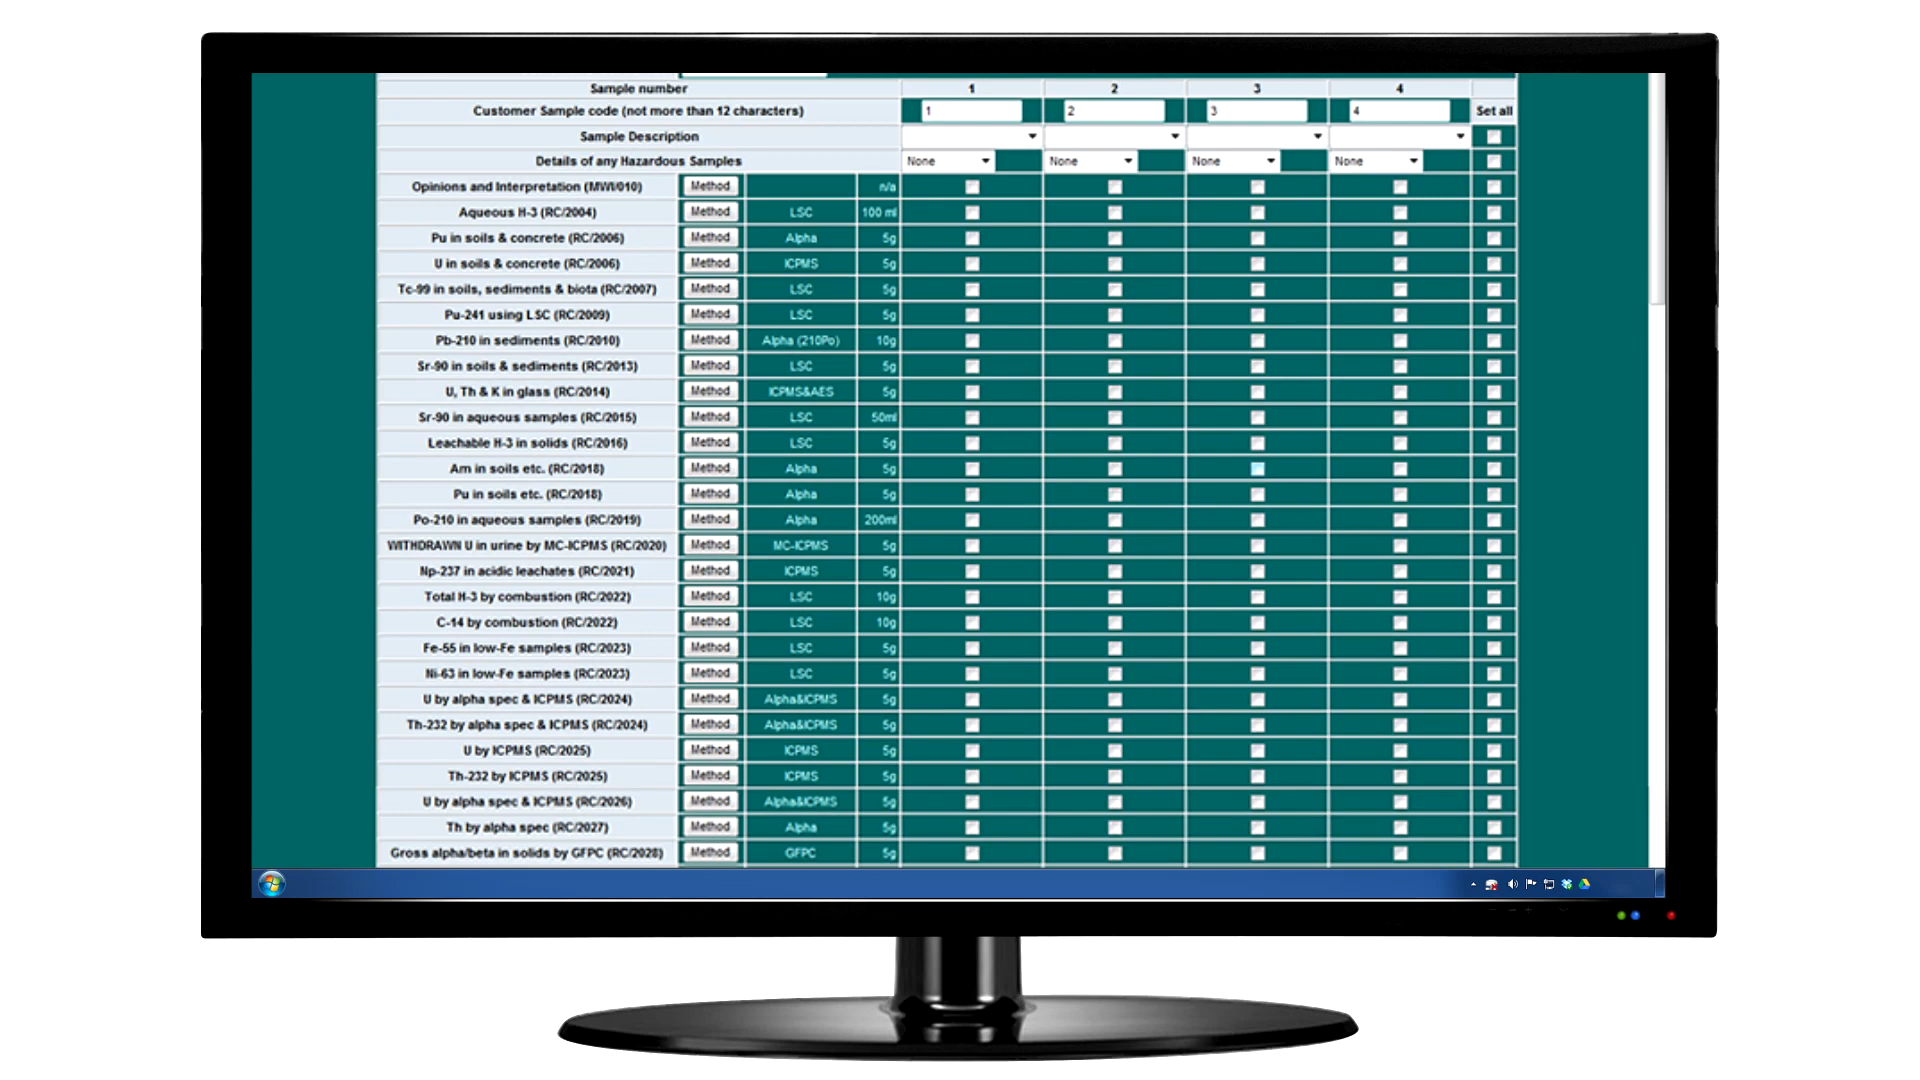 Sample number 1 2 3 4
Customer Sample code (not more than 12 characters) 1 2 3 4 Set all
Sample Description
Details of any Hazardous Samples None None None None
Opinions and Interpretation (MWI/010) Method n/a
Aqueous H-3 (RC/2004) Method LSC 100 ml
Pu in soils & concrete (RC/2006) Method Alpha 5g
U in soils & concrete (RC/2006) Method ICPMS 5g
Tc-99 in soils, sediments & biota (RC/2007) Method LSC 5g
Pu-241 using LSC (RC/2009) Method LSC 5g
Pb-210 in sediments (RC/2010) Method Alpha (210Po) 10g
Sr-90 in soils & sediments (RC/2013) Method LSC 5g
U, Th & K in glass (RC/2014) Method ICPMS&AES 5g
Sr-90 in aqueous samples (RC/2015) Method LSC 50ml
Leachable H-3 in solids (RC/2016) Method LSC 5g
Am in soils etc. (RC/2018) Method Alpha 5g
Pu in soils etc. (RC/2018) Method Alpha 5g
Po-210 in aqueous samples (RC/2019) Method Alpha 200ml
WITHDRAWN U in urine by MC-ICPMS (RC/2020) Method MC-ICPMS 5g
Np-237 in acidic leachates (RC/2021) Method ICPMS 5g
Total H-3 by combustion (RC/2022) Method LSC 10g
C-14 by combustion (RC/2022) Method LSC 10g
Fe-55 in low-Fe samples (RC/2023) Method LSC 5g
Ni-63 in low-Fe samples (RC/2023) Method LSC 5g
U by alpha spec & ICPMS (RC/2024) Method Alpha&ICPMS 5g
Th-232 by alpha spec & ICPMS (RC/2024) Method Alpha&ICPMS 5g
U by ICPMS (RC/2025) Method ICPMS 5g
Th-232 by ICPMS (RC/2025) Method ICPMS 5g
U by alpha spec & ICPMS (RC/2026) Method Alpha&ICPMS 5g
Th by alpha spec (RC/2027) Method Alpha 5g
Gross alpha/beta in solids by GFPC (RC/2028) Method GFPC 5g